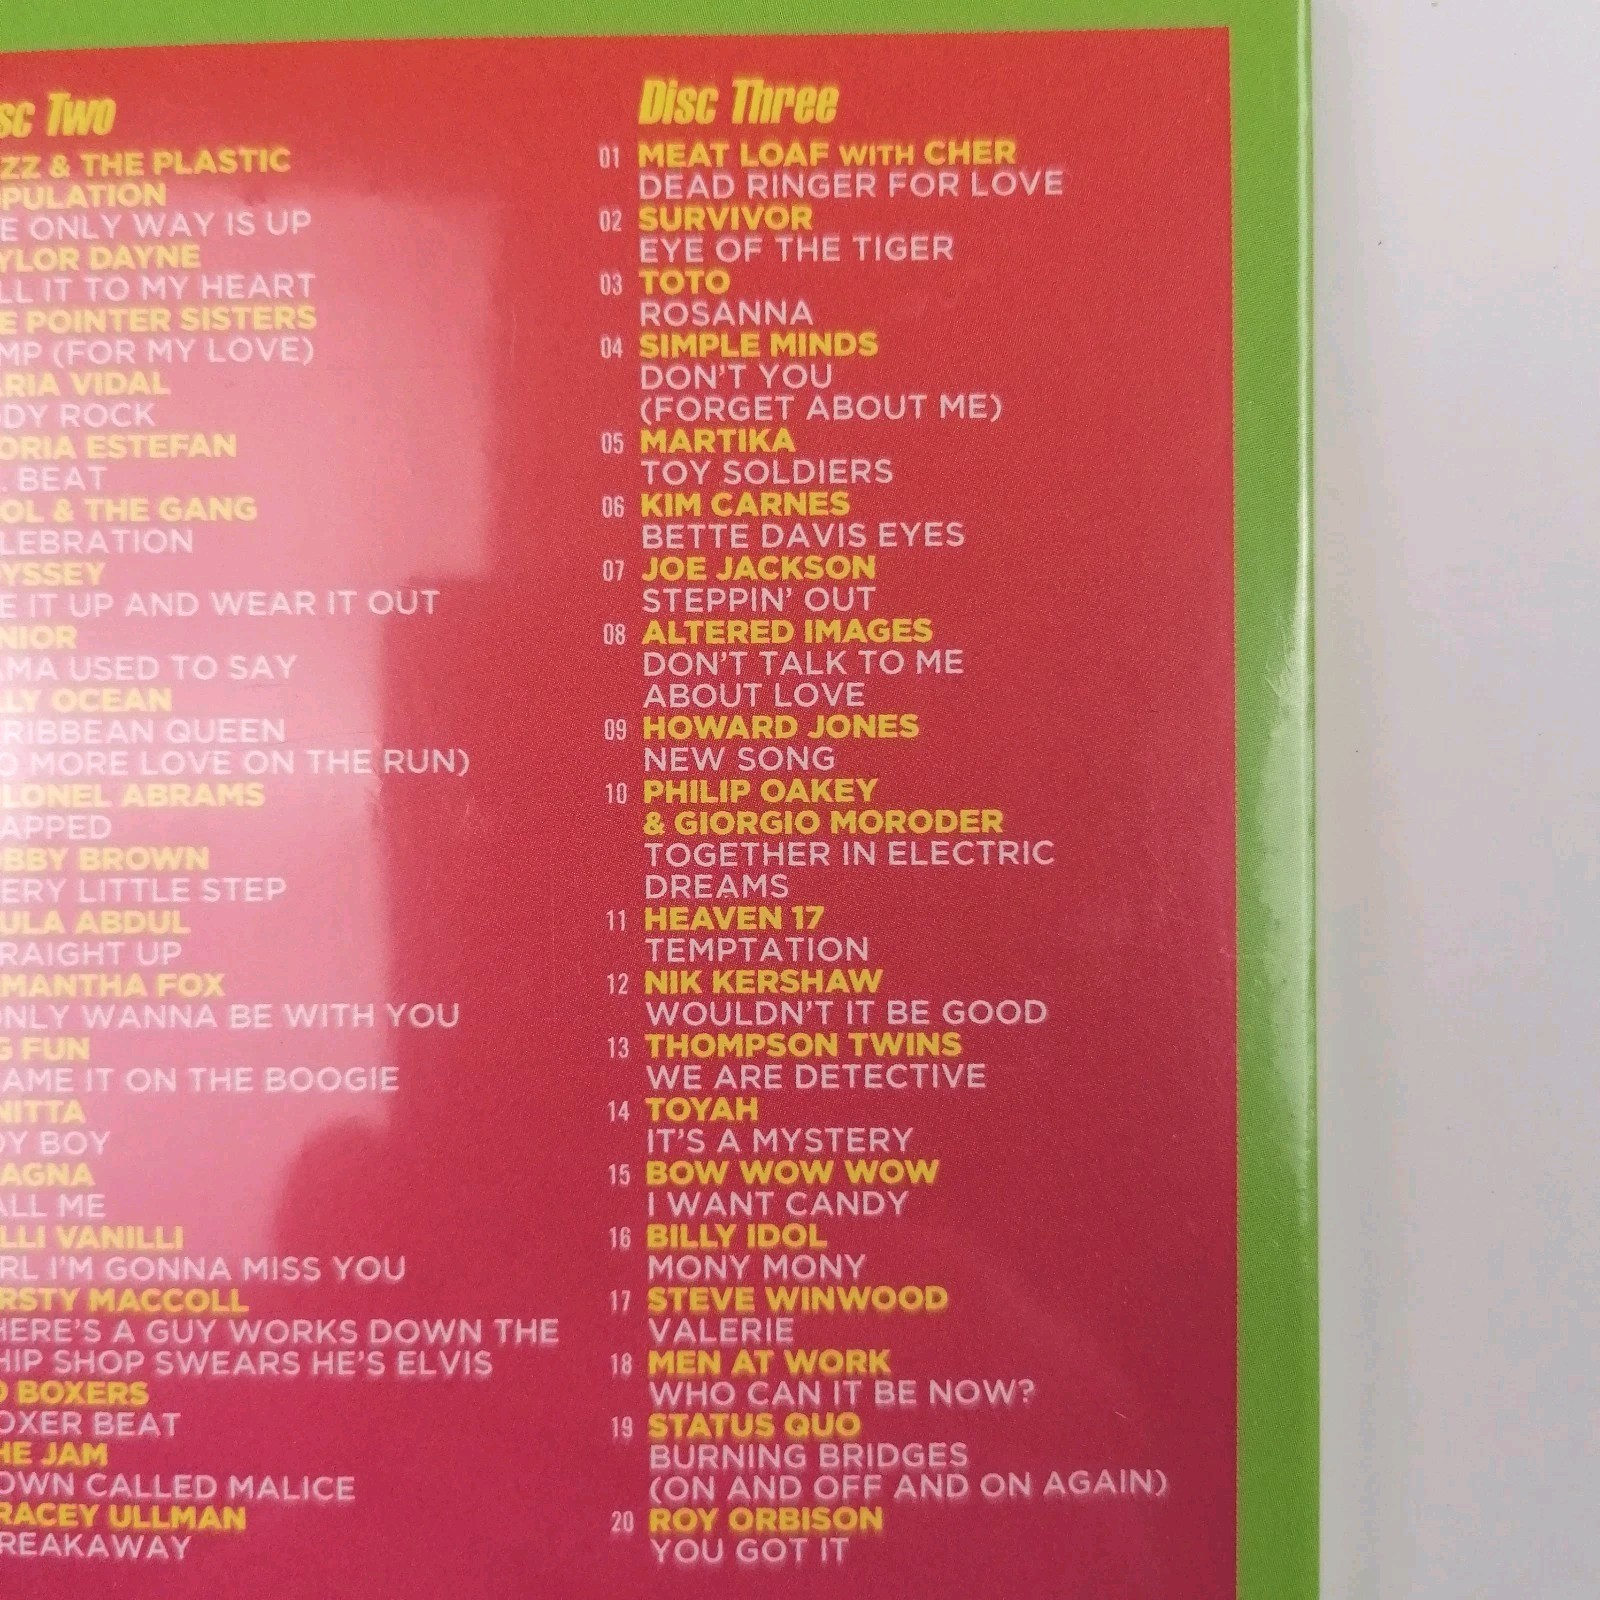 sc Two
ZZ & THE PLASTIC
PULATION
E ONLY WAY IS UP
YLOR DAYNE
LL IT TO MY HEART
E POINTER SISTERS
MP (FOR MY LOVE)
RIA VIDAL
DY ROCK
ORIA ESTEFAN
. BEAT
OL & THE GANG
LEBRATION
YSSEY
E IT UP AND WEAR IT OUT
NIOR
AMA USED TO SAY
LY OCEAN
RIBBEAN QUEEN
O MORE LOVE ON THE RUN)
LONEL ABRAMS
APPED
BBY BROWN
ERY LITTLE STEP
ULA ABDUL
RAIGHT UP
MANTHA FOX
ONLY WANNA BE WITH YOU
G FUN
AME IT ON THE BOOGIE
NITTA
OY BOY
AGNA
ALL ME
LLI VANILLI
RL I'M GONNA MISS YOU
RSTY MACCOLL
HERE'S A GUY WORKS DOWN THE
HIP SHOP SWEARS HE'S ELVIS
O BOXERS
OXER BEAT
HE JAM
OWN CALLED MALICE
RACEY ULLMAN
REAKAWAY
Disc Three
01 MEAT LOAF WITH CHER
DEAD RINGER FOR LOVE
02 SURVIVOR
EYE OF THE TIGER
03 TOTO
ROSANNA
04 SIMPLE MINDS
DON'T YOU
(FORGET ABOUT ME)
05 MARTIKA
TOY SOLDIERS
06 KIM CARNES
BETTE DAVIS EYES
07 JOE JACKSON
STEPPIN' OUT
08 ALTERED IMAGES
DON'T TALK TO ME
ABOUT LOVE
09 HOWARD JONES
NEW SONG
10 PHILIP OAKEY
& GIORGIO MORODER
TOGETHER IN ELECTRIC
DREAMS
11 HEAVEN 17
TEMPTATION
12 NIK KERSHAW
WOULDN'T IT BE GOOD
13 THOMPSON TWINS
WE ARE DETECTIVE
14 TOYAH
IT'S A MYSTERY
15 BOW WOW WOW
I WANT CANDY
16 BILLY IDOL
MONY MONY
17 STEVE WINWOOD
VALERIE
18 MEN AT WORK
WHO CAN IT BE NOW?
19 STATUS QUO
BURNING BRIDGES
(ON AND OFF AND ON AGAIN)
20 ROY ORBISON
YOU GOT IT